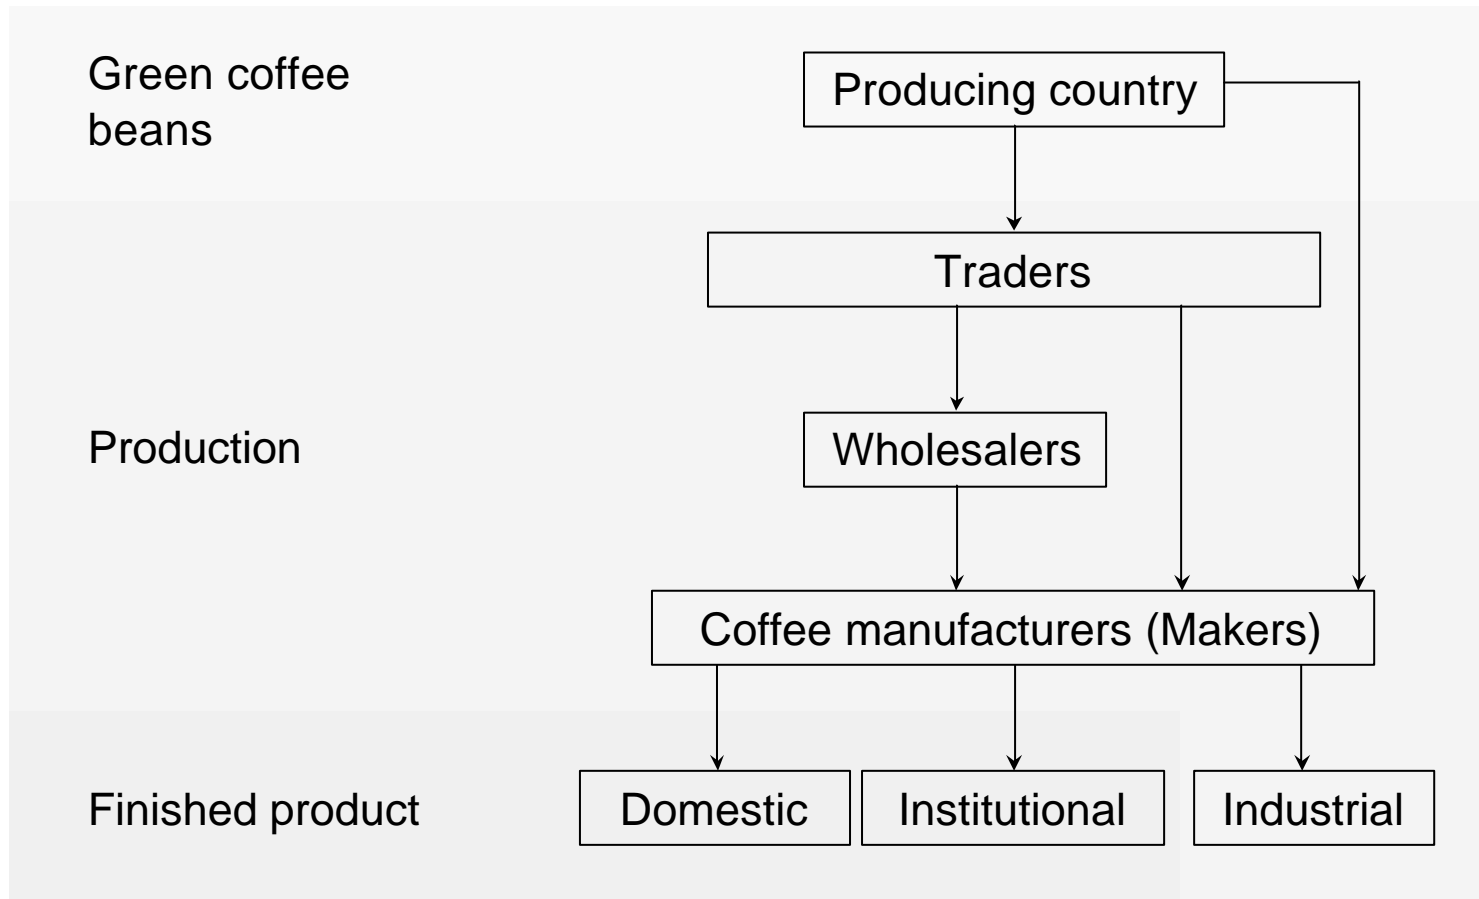 Green coffee
beans
Producing country
Traders
Production
Wholesalers
Coffee manufacturers (Makers)
Finished product
Domestic
Institutional
Industrial